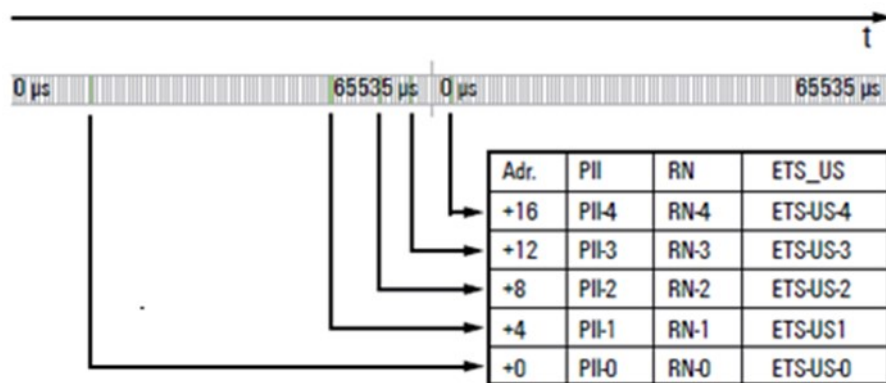 t
0 µs 65535 µs 0 µs 65535 µs
Adr. PII RN ETS_US
+16 PII-4 RN-4 ETS-US-4
+12 PII-3 RN-3 ETS-US-3
+8 PII-2 RN-2 ETS-US-2
+4 PII-1 RN-1 ETS-US1
+0 PII-0 RN-0 ETS-US-0